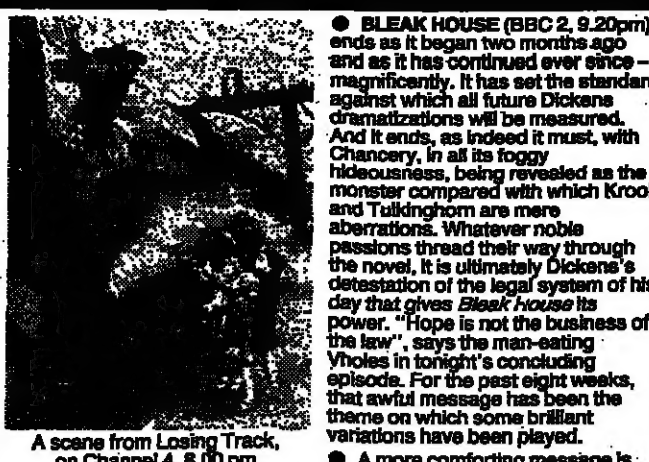 A scene from Losing Track,
on Channel 4, 8.00 pm
● BLEAK HOUSE (BBC 2, 9.20pm)
ends as it began two months ago
and as it has continued ever since –
magnificently. It has set the standar
against which all future Dickens
dramatizations will be measured.
And it ends, as indeed it must, with
Chancery, in all its foggy
hideousness, being revealed as the
monster compared with which Kroo
and Tulkinghorn are mere
aberrations. Whatever noble
passions thread their way through
the novel, it is ultimately Dickens's
detestation of the legal system of his
day that gives Bleak House its
power. "Hope is not the business of
the law", says the man-eating
Vholes in tonight's concluding
episode. For the past eight weeks,
that awful message has been the
theme on which some brilliant
variations have been played.
● A more comforting message is